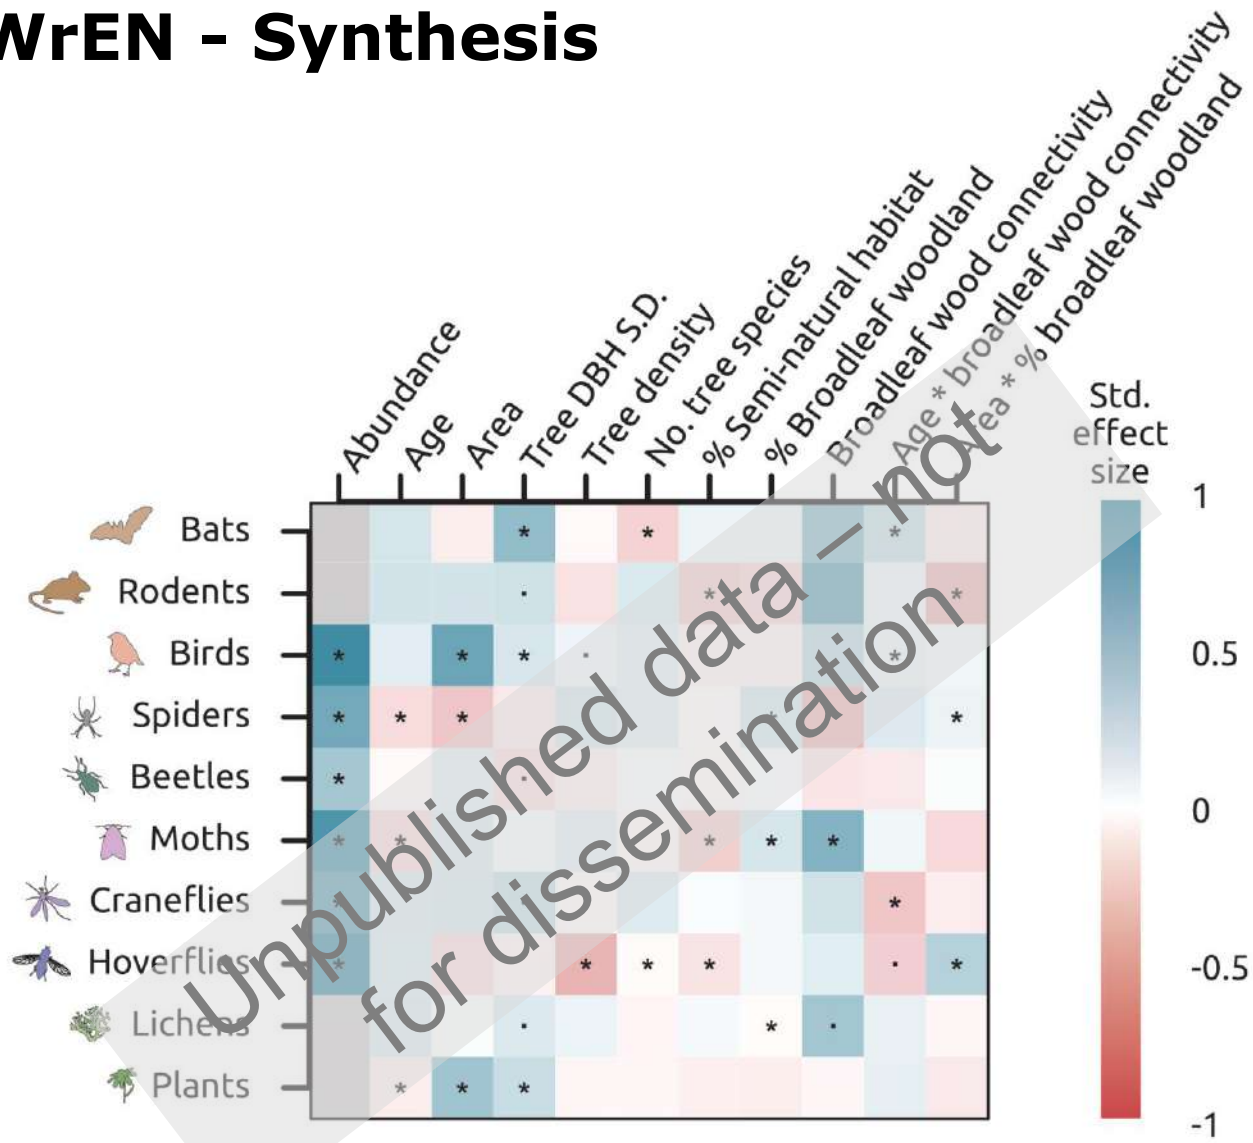 WrEN - Synthesis
Abundance
Age
Area
Tree DBH S.D.
Tree density
No. tree species
% Semi-natural habitat
% Broadleaf woodland
Broadleaf wood connectivity
Age * broadleaf wood connectivity
Area * % broadleaf woodland
Std.
effect
size
1
0.5
0
-0.5
-1
Bats
Rodents
Birds
Spiders
Beetles
Moths
Craneflies
Hoverflies
Lichens
Plants
Unpublished data – not
for dissemination